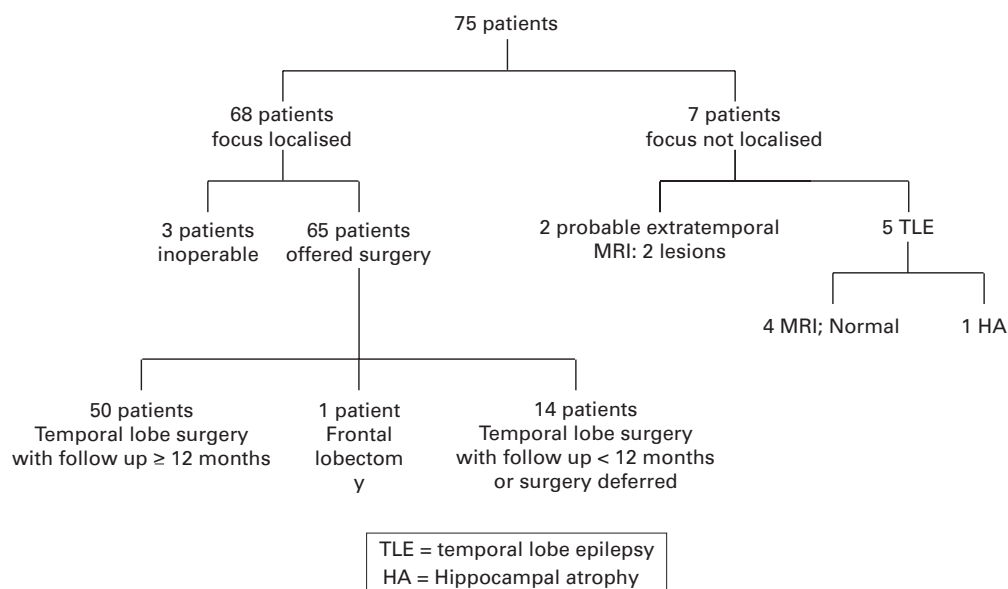 75 patients
68 patients
focus localised
7 patients
focus not localised
3 patients
inoperable
65 patients
offered surgery
2 probable extratemporal
MRI: 2 lesions
5 TLE
4 MRI; Normal
1 HA
50 patients
Temporal lobe surgery
with follow up ≥ 12 months
1 patient
Frontal
lobectom
y
14 patients
Temporal lobe surgery
with follow up < 12 months
or surgery deferred
TLE = temporal lobe epilepsy
HA = Hippocampal atrophy